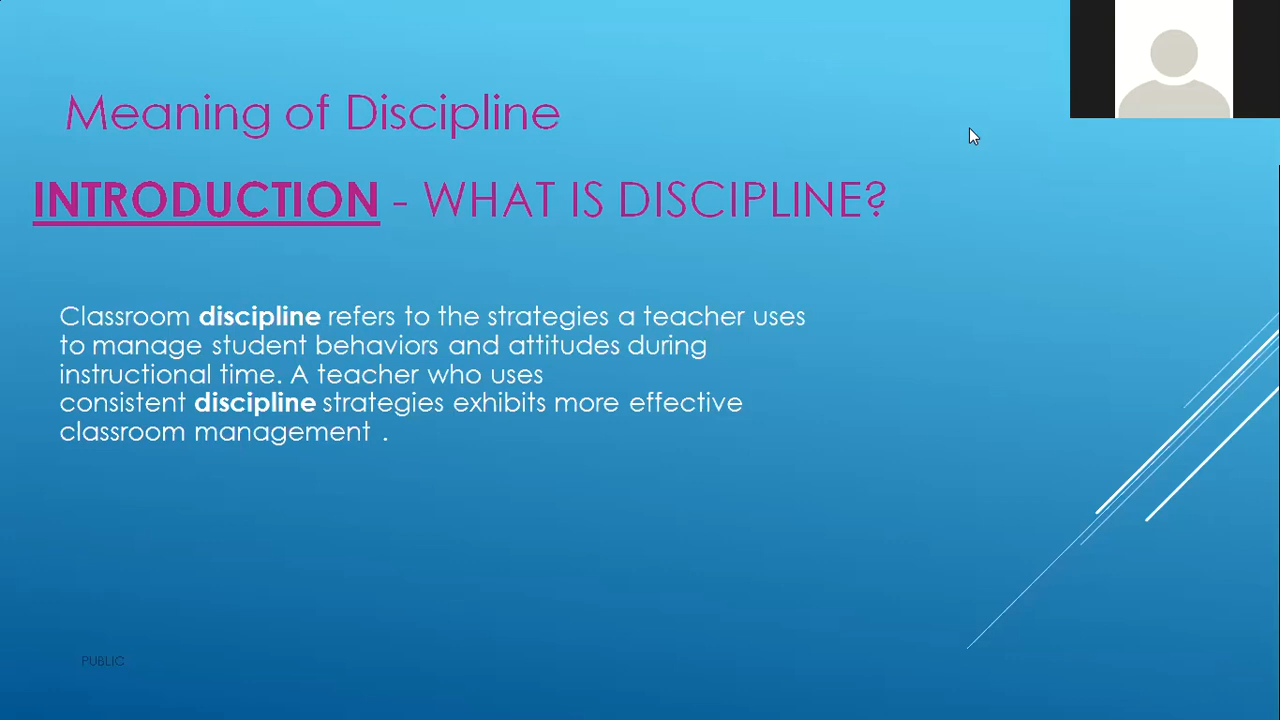 Meaning of Discipline
INTRODUCTION - WHAT IS DISCIPLINE?
Classroom discipline refers to the strategies a teacher uses
to manage student behaviors and attitudes during
instructional time. A teacher who uses
consistent discipline strategies exhibits more effective
classroom management .
PUBLIC